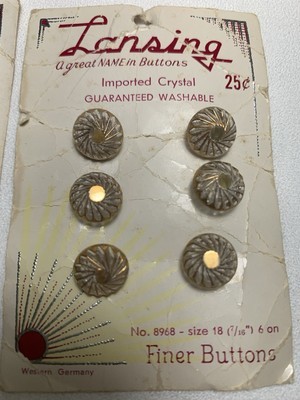 Lansing
A great NAME in Buttons
Imported Crystal
25¢
GUARANTEED WASHABLE
No. 8968 - size 18 (7/16") 6 on
Finer Buttons
Western Germany